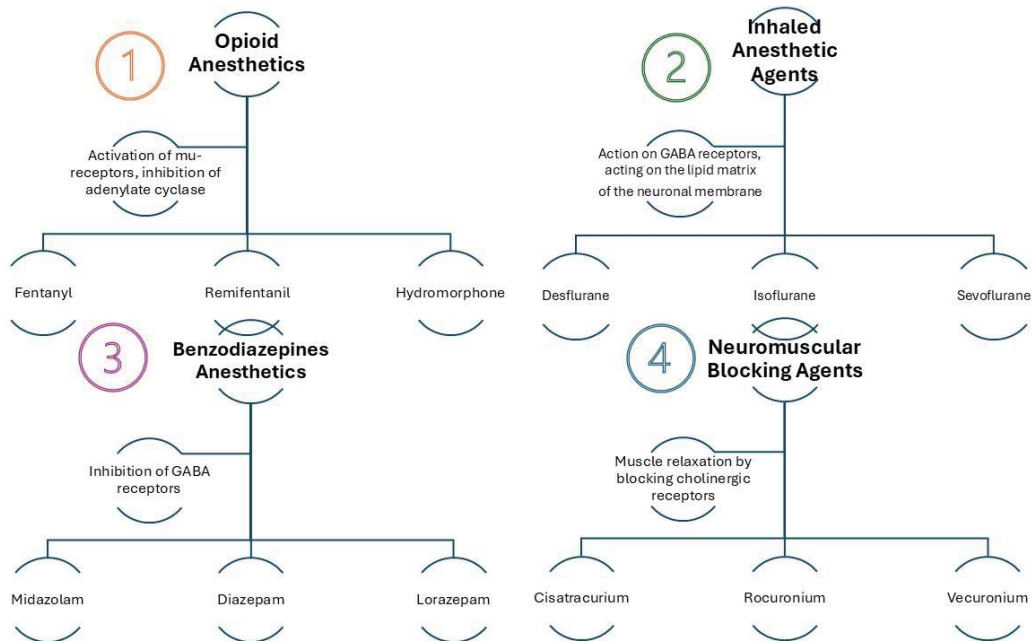 1
Opioid
Anesthetics
Activation of mu-
receptors, inhibition of
adenylate cyclase
Fentanyl
Remifentanil
Hydromorphone
2
Inhaled
Anesthetic
Agents
Action on GABA receptors,
acting on the lipid matrix
of the neuronal membrane
Desflurane
Isoflurane
Sevoflurane
3
Benzodiazepines
Anesthetics
Inhibition of GABA
receptors
Midazolam
Diazepam
Lorazepam
4
Neuromuscular
Blocking Agents
Muscle relaxation by
blocking cholinergic
receptors
Cisatracurium
Rocuronium
Vecuronium